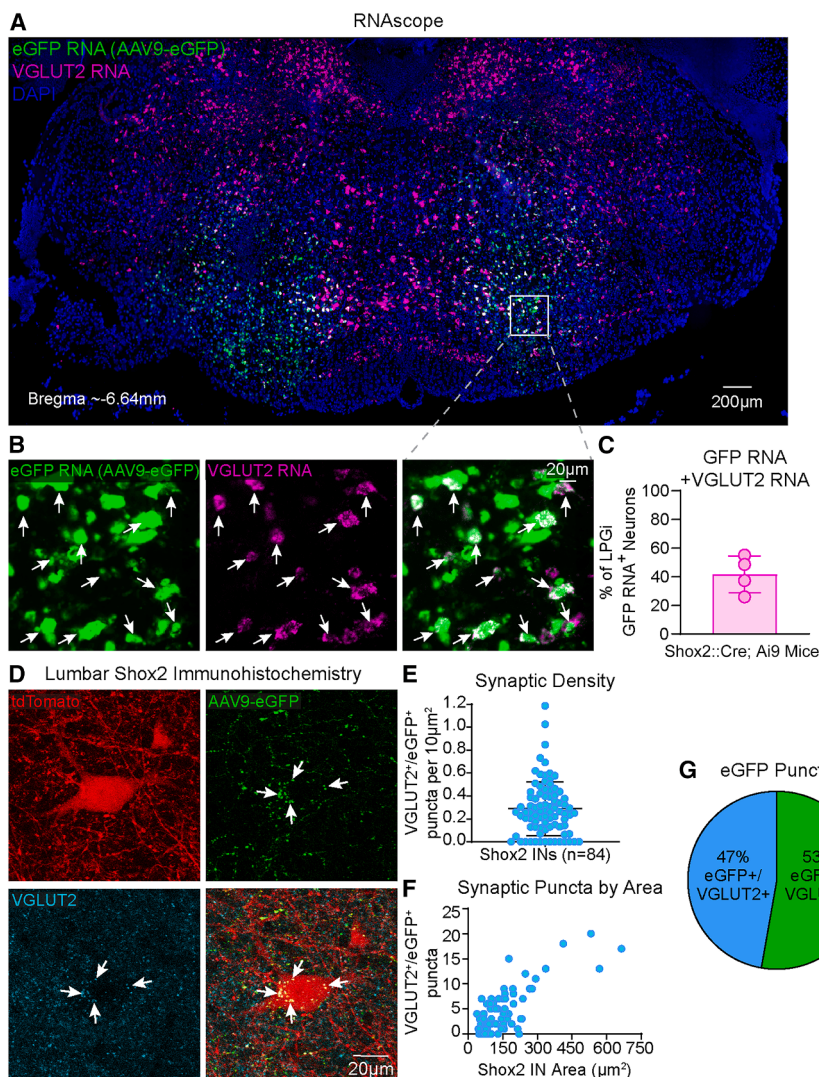 A
RNAscope
eGFP RNA (AAV9-eGFP)
VGLUT2 RNA
DAPI
Bregma ~-6.64mm
200µm
B
eGFP RNA (AAV9-eGFP)
VGLUT2 RNA
20µm
C
GFP RNA
+VGLUT2 RNA
% of LPGi
GFP RNA+ Neurons
100
80
60
40
20
0
Shox2::Cre; Ai9 Mice
D
Lumbar Shox2 Immunohistochemistry
tdTomato
AAV9-eGFP
VGLUT2
20µm
E
Synaptic Density
VGLUT2+/eGFP+
puncta per 10µm²
1.2
1.0
0.8
0.6
0.4
0.2
0.0
Shox2 INs (n=84)
F
Synaptic Puncta by Area
VGLUT2+/eGFP+
puncta
25
20
15
10
5
0
0 150 300 450 600 750
Shox2 IN Area (µm²)
G
eGFP Punct
47%
eGFP+/
VGLUT2+
53
eGF
VGLU